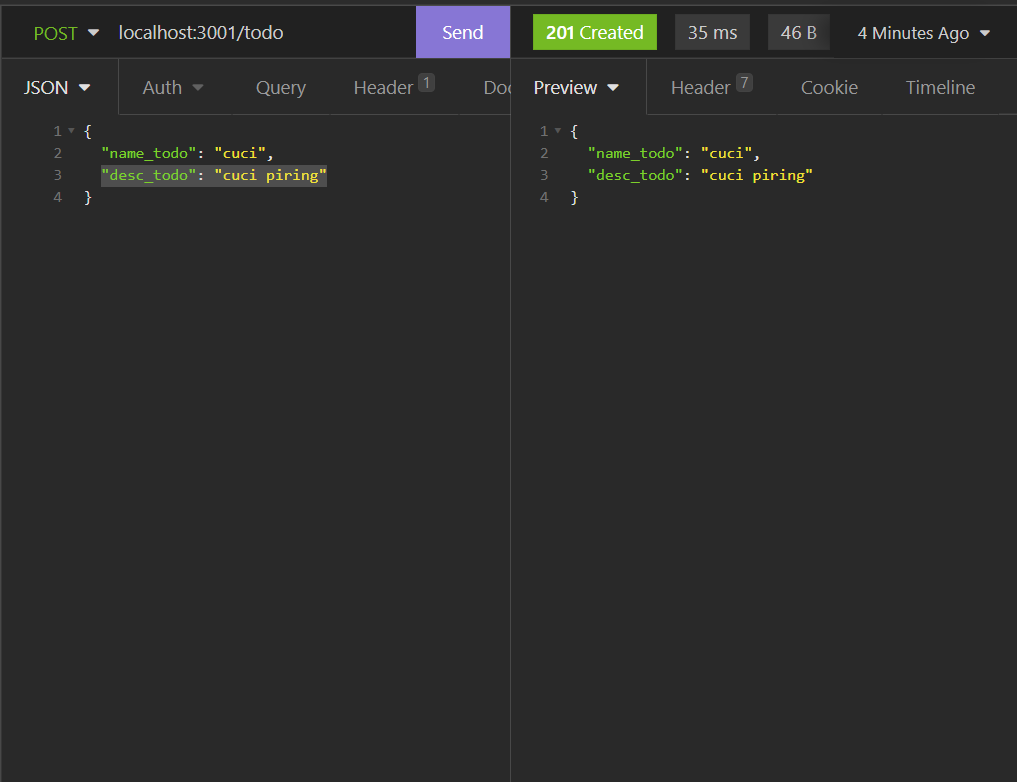 POST localhost:3001/todo Send 201 Created 35 ms 46 B 4 Minutes Ago
JSON Auth Query Header 1 Doc Preview Header 7 Cookie Timeline
1 {
2 "name_todo": "cuci",
3 "desc_todo": "cuci piring"
4 }
1 {
2 "name_todo": "cuci",
3 "desc_todo": "cuci piring"
4 }